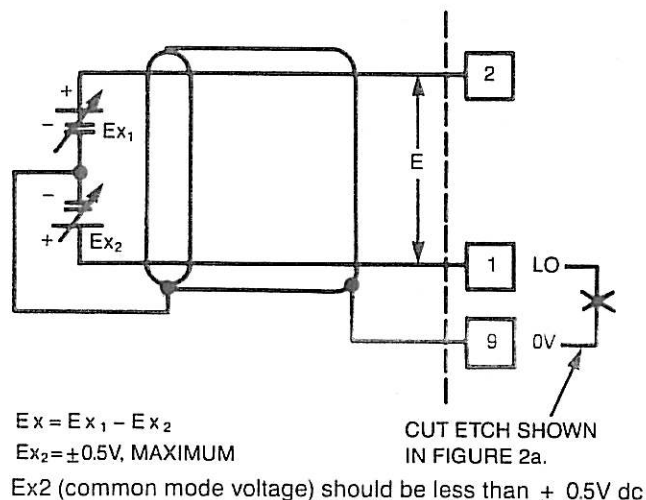 +
2
-
Ex₁
E
-
+
Ex₂
1 LO
9 0V
Ex = Ex₁ – Ex₂
Ex₂ = ±0.5V, MAXIMUM
CUT ETCH SHOWN
IN FIGURE 2a.
Ex2 (common mode voltage) should be less than + 0.5V dc